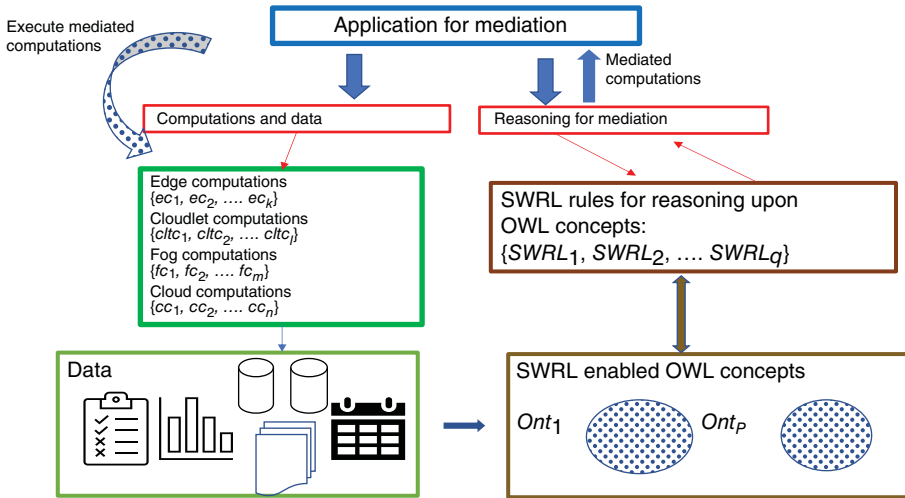 Execute mediated
computations
Application for mediation
Mediated
computations
Computations and data
Reasoning for mediation
Edge computations
{ec1, ec2, .... eck}
Cloudlet computations
{cltc1, cltc2, .... cltcl}
Fog computations
{fc1, fc2, .... fcm}
Cloud computations
{cc1, cc2, .... ccn}
SWRL rules for reasoning upon
OWL concepts:
{SWRL1, SWRL2, .... SWRLq}
Data
SWRL enabled OWL concepts
Ont1
OntP